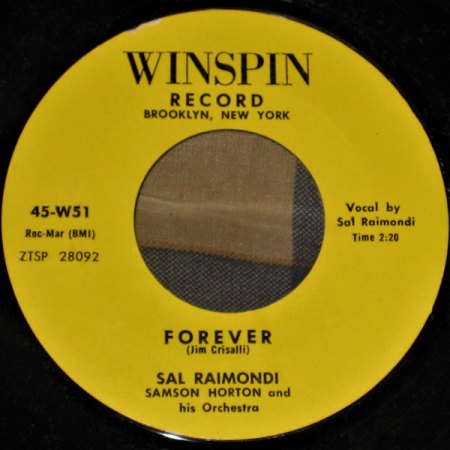 WINSPIN
RECORD
BROOKLYN, NEW YORK
45-W51
Roc-Mar (BMI)
ZTSP 28092
Vocal by
Sal Raimondi
Time 2:20
FOREVER
(Jim Crisalli)
SAL RAIMONDI
SAMSON HORTON and
his Orchestra